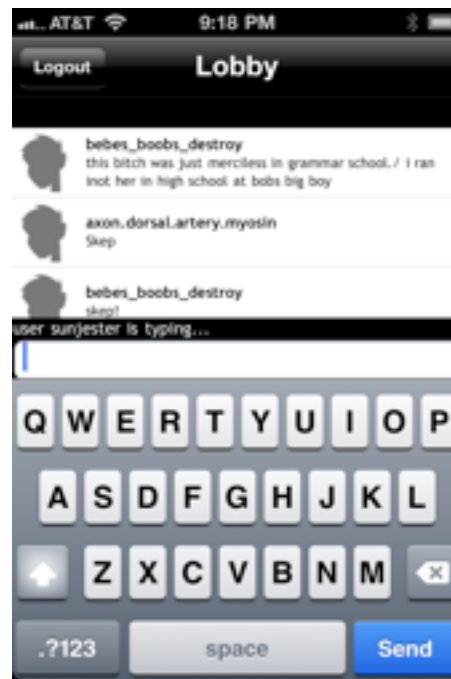 AT&T 9:18 PM
Logout Lobby
bebes_boobs_destroy
this bitch was just merciless in grammar school./ i ran
inot her in high school at bobs big boy
axon.dorsal.artery.myosin
Skep
bebes_boobs_destroy
skep!
user sunjester is typing...
Q W E R T Y U I O P
A S D F G H J K L
Z X C V B N M
.?123 space Send